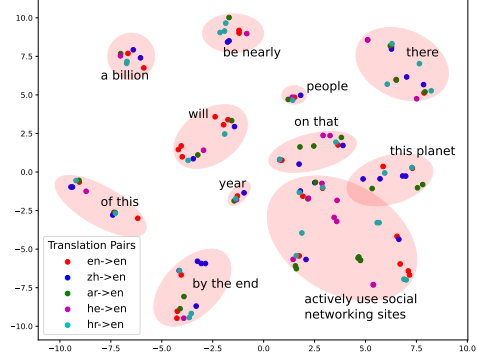 10.0
7.5
5.0
2.5
0.0
−2.5
−5.0
−7.5
−10.0
be nearly
there
a billion
people
will
on that
this planet
year
of this
by the end
actively use social
networking sites
Translation Pairs
en->en
zh->en
ar->en
he->en
hr->en
−10.0
−7.5
−5.0
−2.5
0.0
2.5
5.0
7.5
10.0